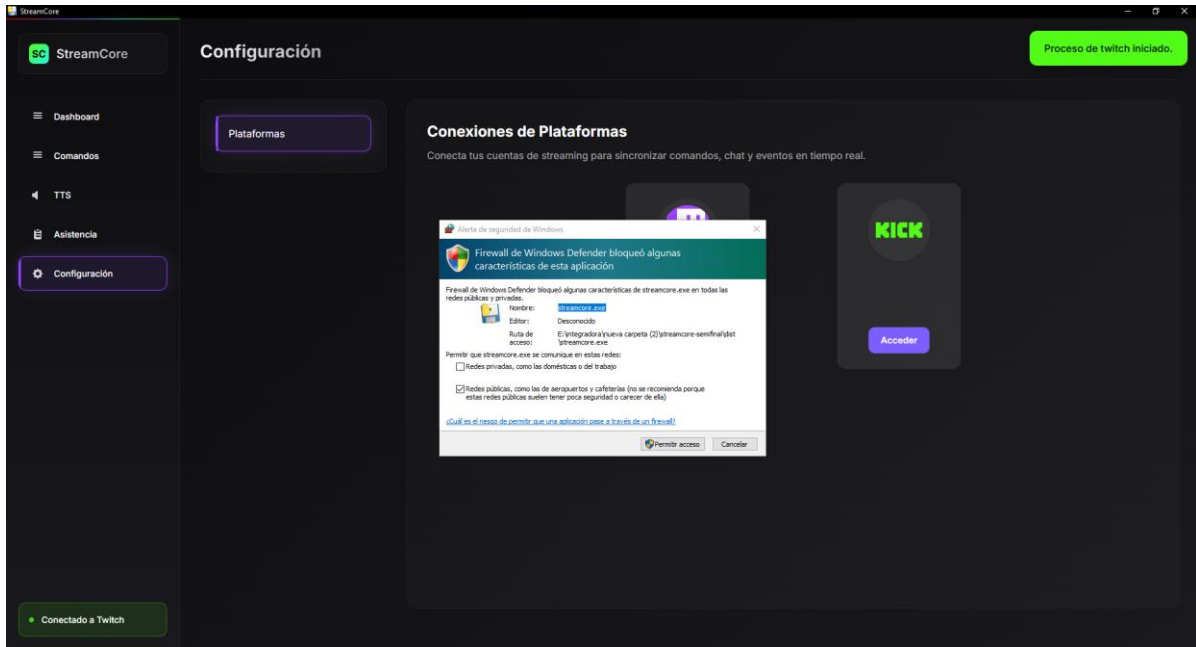 StreamCore
SC StreamCore
Configuración
Proceso de twitch iniciado.
Dashboard
Comandos
TTS
Asistencia
Configuración
Plataformas
Conexiones de Plataformas
Conecta tus cuentas de streaming para sincronizar comandos, chat y eventos en tiempo real.
KICK
Acceder
Alerta de seguridad de Windows
Firewall de Windows Defender bloqueó algunas
características de esta aplicación
Firewall de Windows Defender bloqueó algunas características de streamcore.exe en todas las
redes públicas y privadas.
Nombre: streamcore.exe
Editor: Desconocido
Ruta de E:\integradora\nueva carpeta (2)\streamcore-semifinal\dist
acceso: \streamcore.exe
Permitir que streamcore.exe se comunique en estas redes:
Redes privadas, como las domésticas o del trabajo
Redes públicas, como las de aeropuertos y cafeterías (no se recomienda porque
estas redes públicas suelen tener poca seguridad o carecer de ella)
¿Cuál es el riesgo de permitir que una aplicación pase a través de un firewall?
Permitir acceso Cancelar
Conectado a Twitch